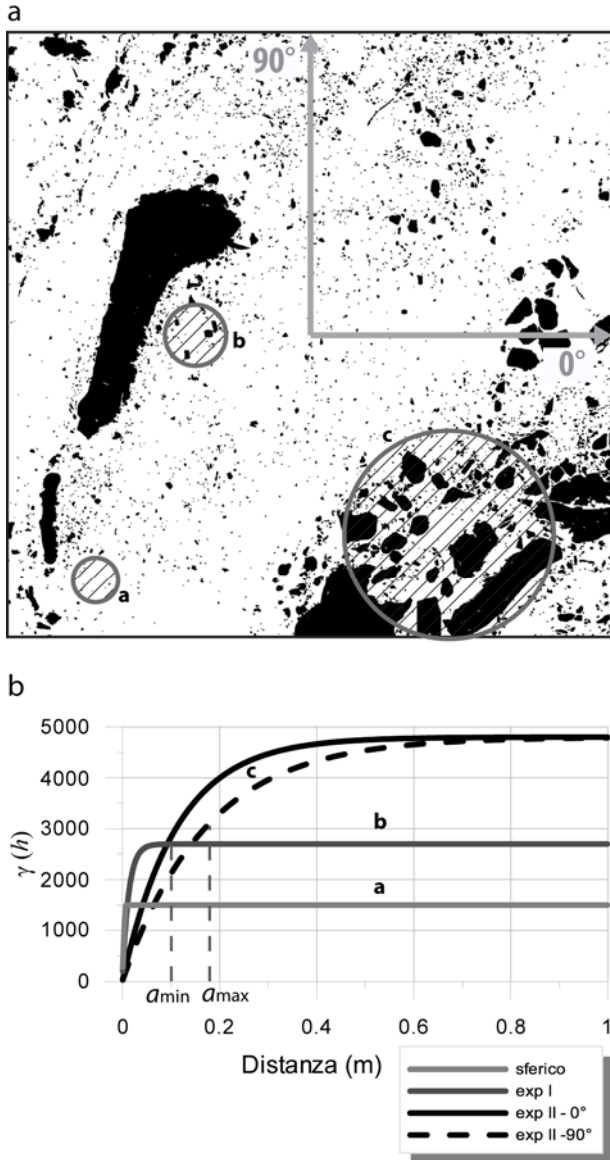 a
90°
0°
b
c
a
b
5000
4000
3000
2000
1000
0
γ (h)
c
b
a
amin
amax
0
0.2
0.4
0.6
0.8
1
Distanza (m)
sferico
exp I
exp II - 0°
exp II -90°